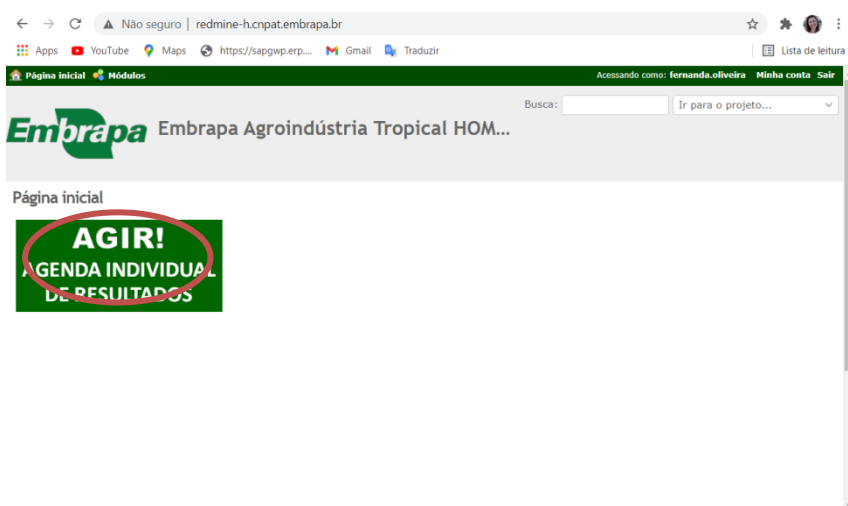 Não seguro | redmine-h.cnpat.embrapa.br
Apps YouTube Maps https://sapgwp.erp.... Gmail Traduzir Lista de leitura
Página inicial Módulos Acessando como: fernanda.oliveira Minha conta Sair
Busca: Ir para o projeto...
Embrapa Embrapa Agroindústria Tropical HOM...
Página inicial
AGIR!
AGENDA INDIVIDUAL
DE RESULTADOS